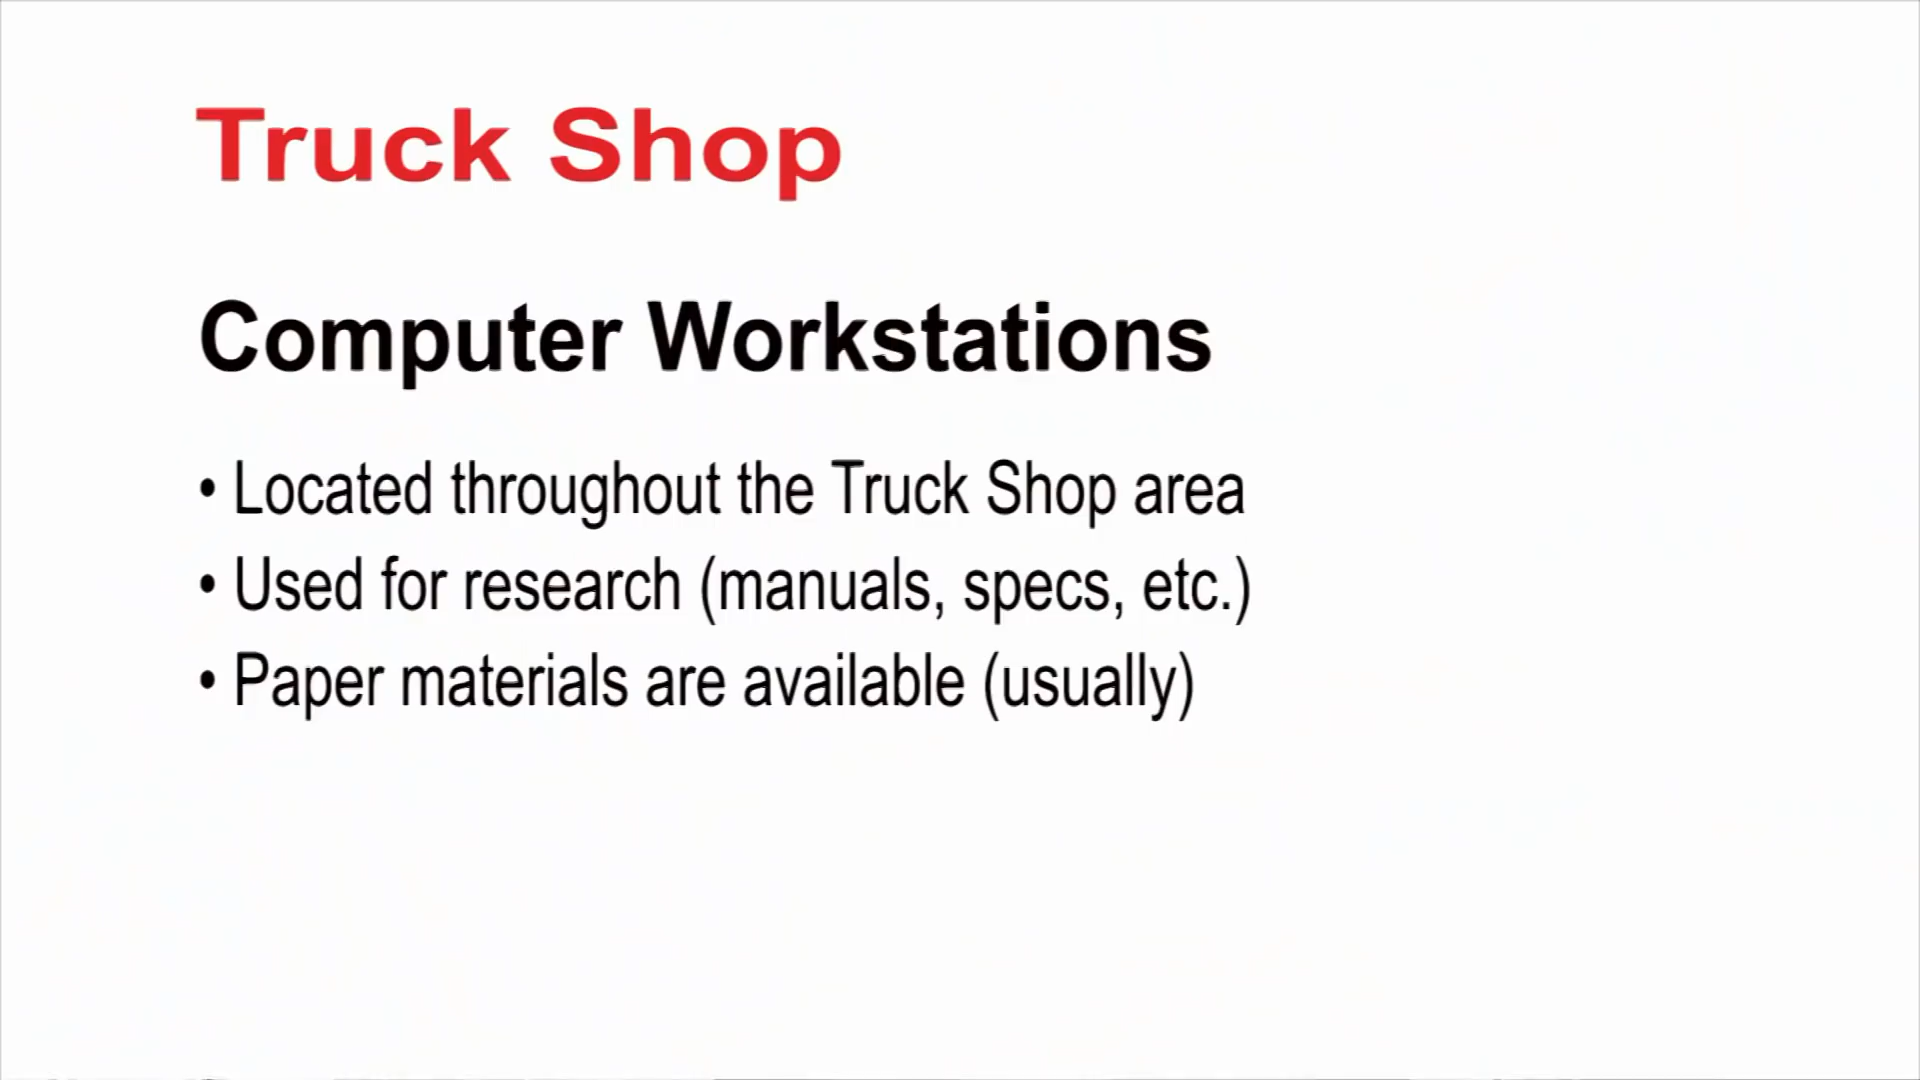 Truck Shop
Computer Workstations
• Located throughout the Truck Shop area
• Used for research (manuals, specs, etc.)
• Paper materials are available (usually)